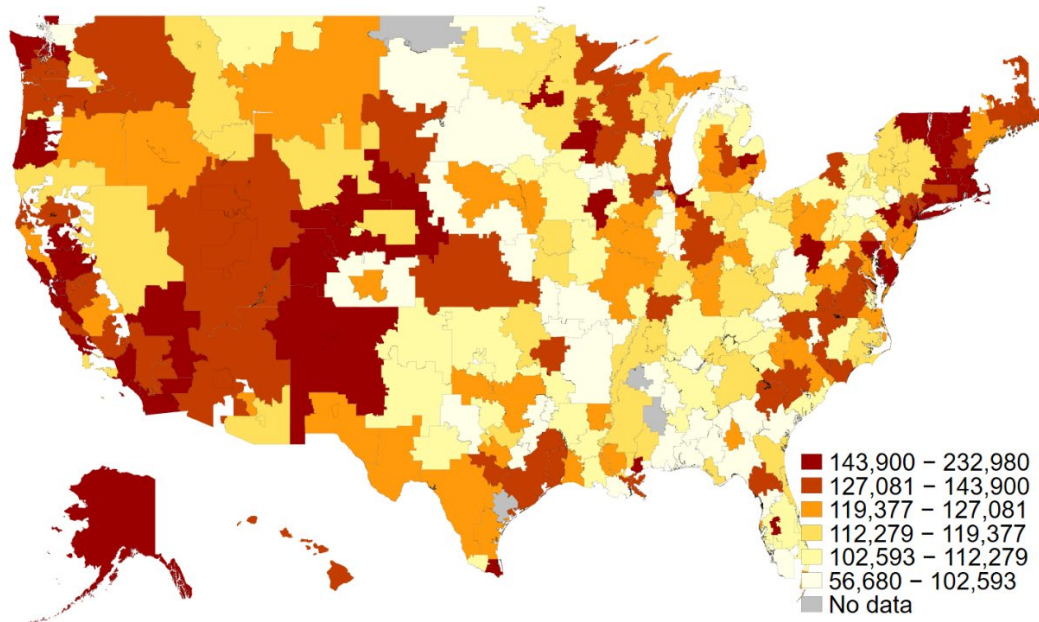 143,900 − 232,980
127,081 − 143,900
119,377 − 127,081
112,279 − 119,377
102,593 − 112,279
56,680 − 102,593
No data